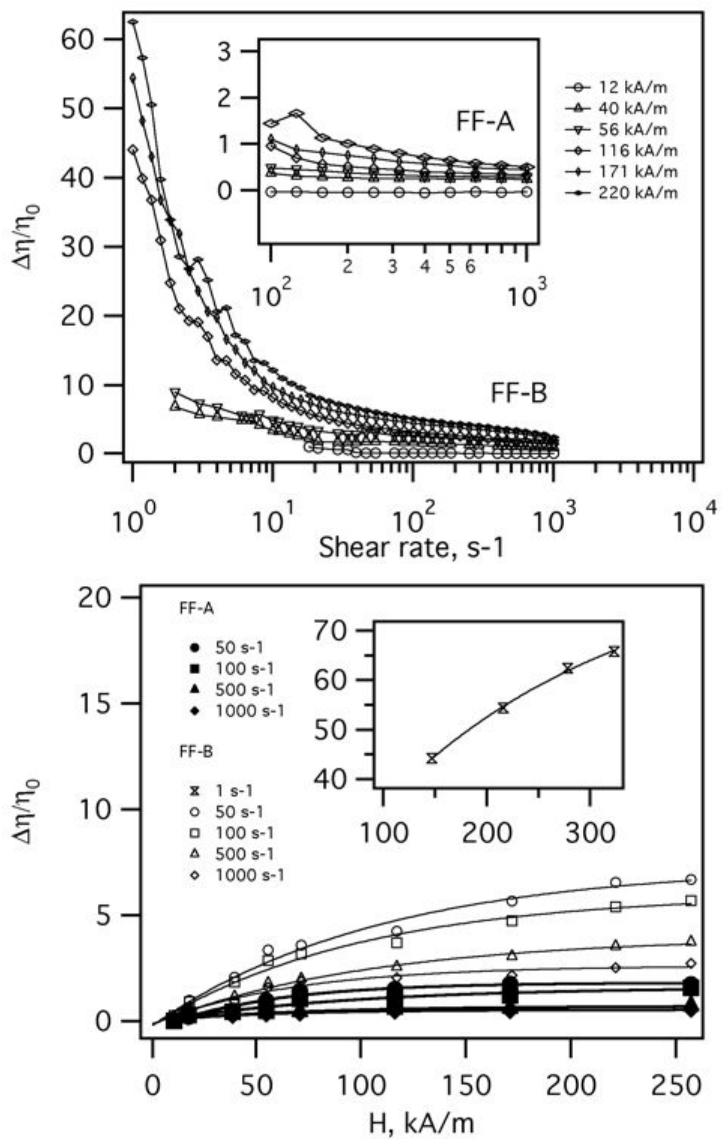 60
50
40
30
20
10
0
Δη/η0
3
2
1
0
FF-A
10^2
2
3
4
5
6
10^3
12 kA/m
40 kA/m
56 kA/m
116 kA/m
171 kA/m
220 kA/m
FF-B
10^0
10^1
10^2
10^3
10^4
Shear rate, s-1
20
15
10
5
0
Δη/η0
FF-A
50 s-1
100 s-1
500 s-1
1000 s-1
FF-B
1 s-1
50 s-1
100 s-1
500 s-1
1000 s-1
70
60
50
40
100
200
300
0
50
100
150
200
250
H, kA/m